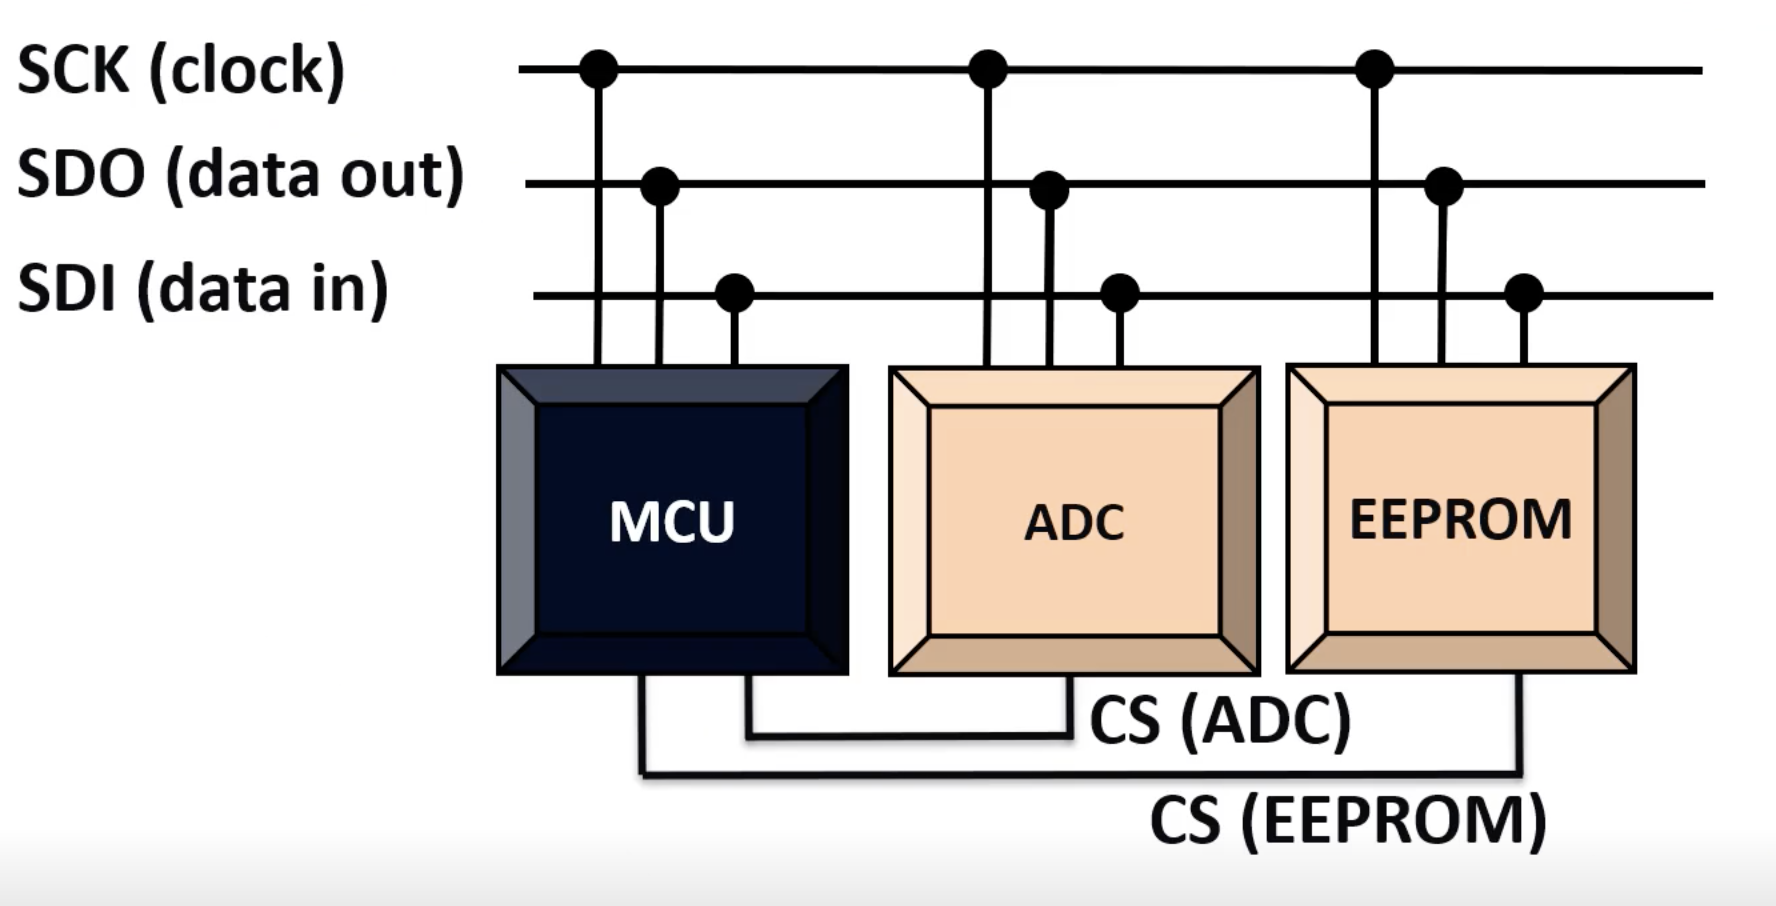 SCK (clock)
SDO (data out)
SDI (data in)
MCU
ADC
EEPROM
CS (ADC)
CS (EEPROM)